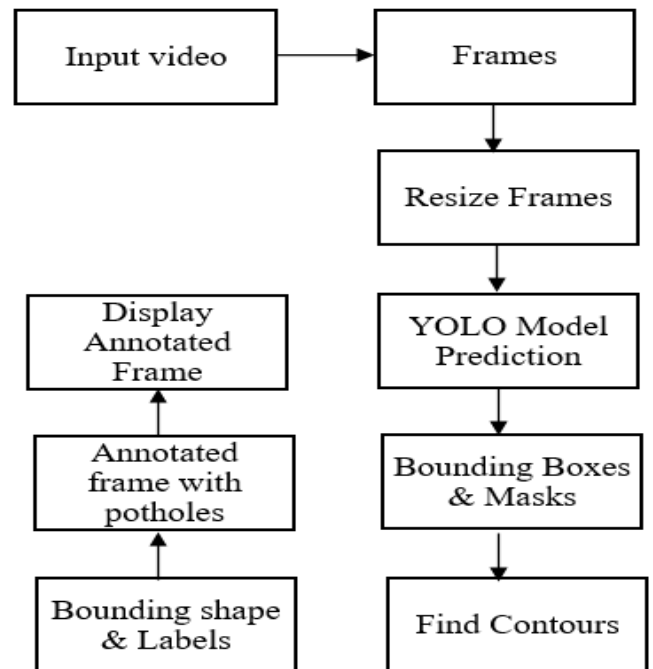 Input video
Frames
Resize Frames
YOLO Model
Prediction
Bounding Boxes
& Masks
Find Contours
Bounding shape
& Labels
Annotated
frame with
potholes
Display
Annotated
Frame